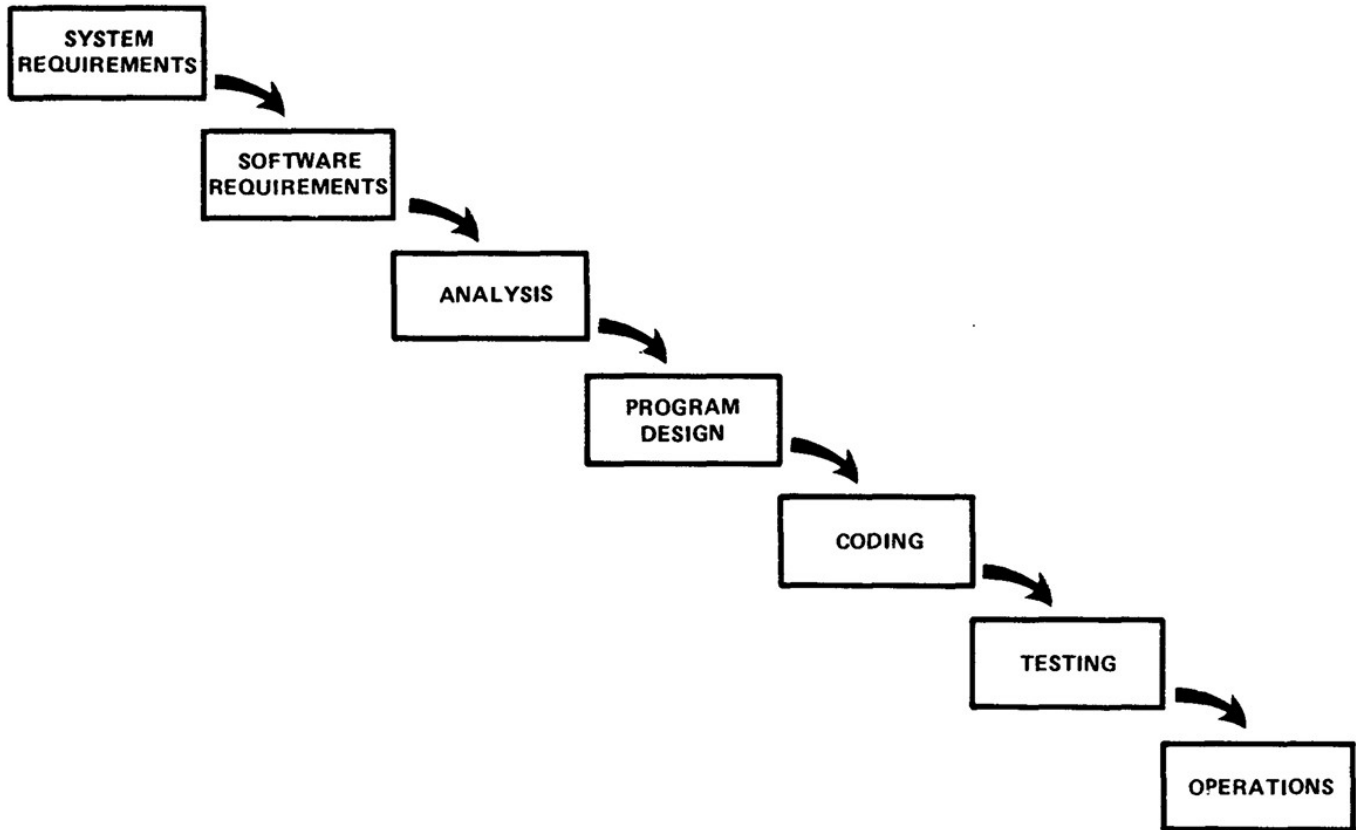 SYSTEM
REQUIREMENTS
SOFTWARE
REQUIREMENTS
ANALYSIS
PROGRAM
DESIGN
CODING
TESTING
OPERATIONS